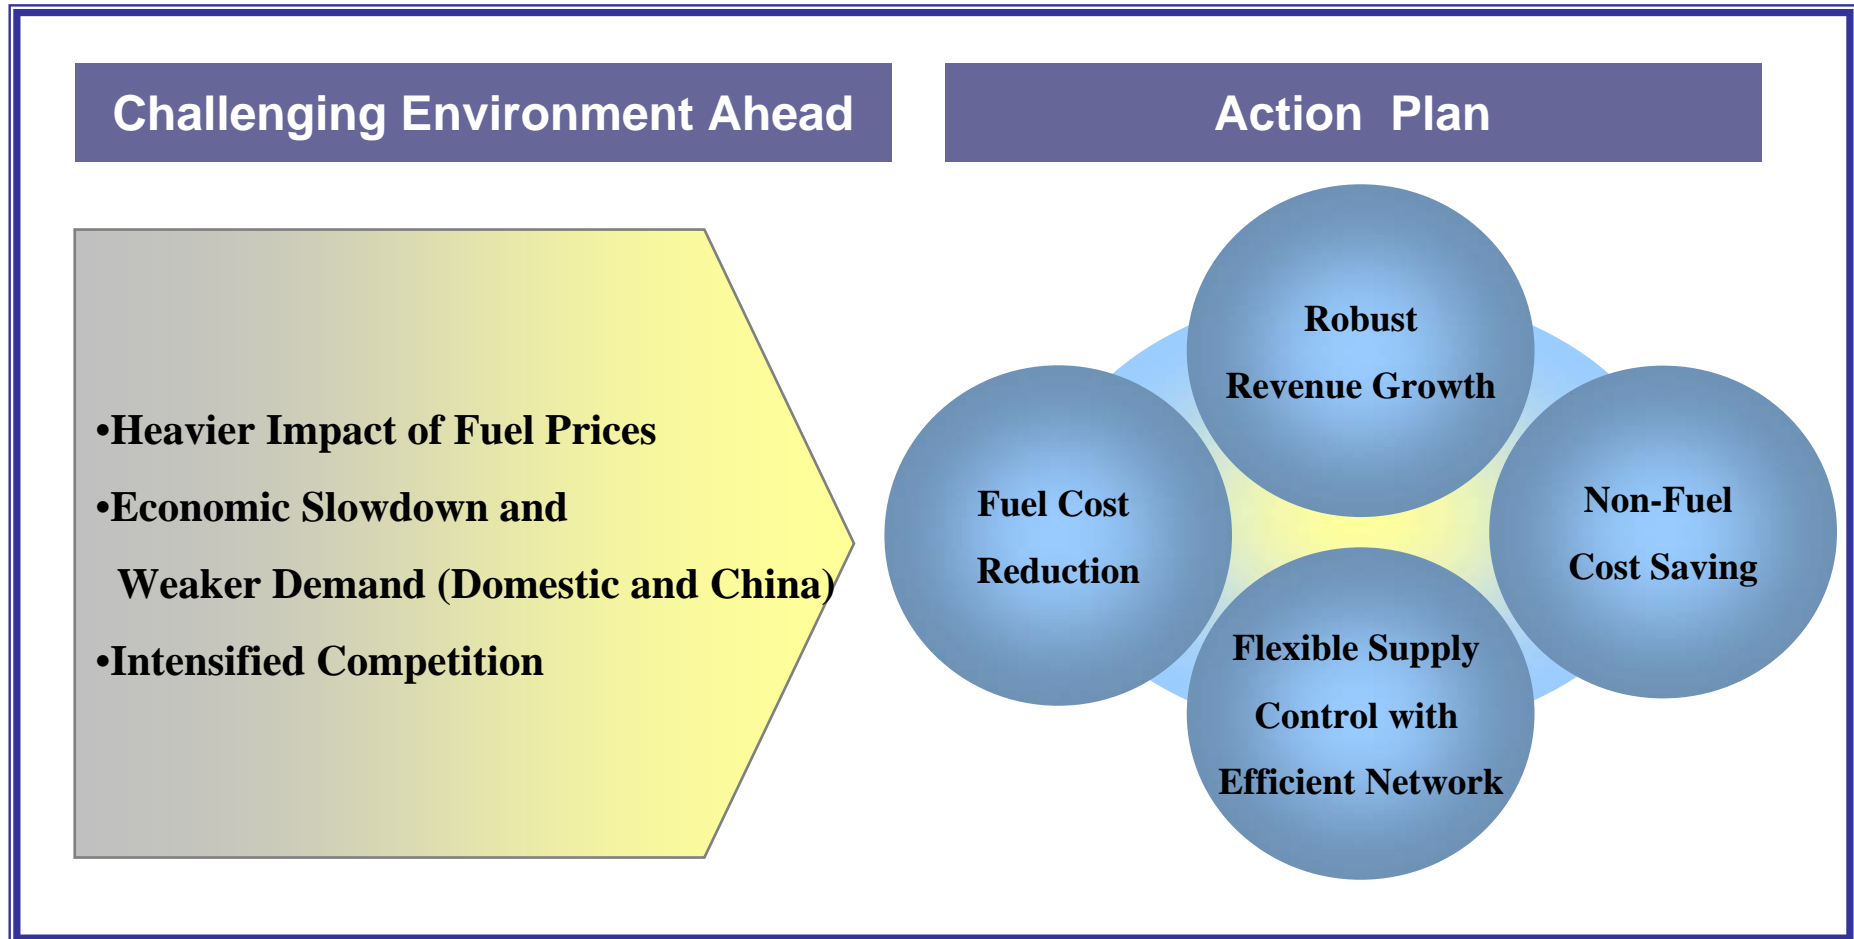 Challenging Environment Ahead
Action Plan
•Heavier Impact of Fuel Prices
•Economic Slowdown and
Weaker Demand (Domestic and China)
•Intensified Competition
Robust
Revenue Growth
Fuel Cost
Reduction
Non-Fuel
Cost Saving
Flexible Supply
Control with
Efficient Network